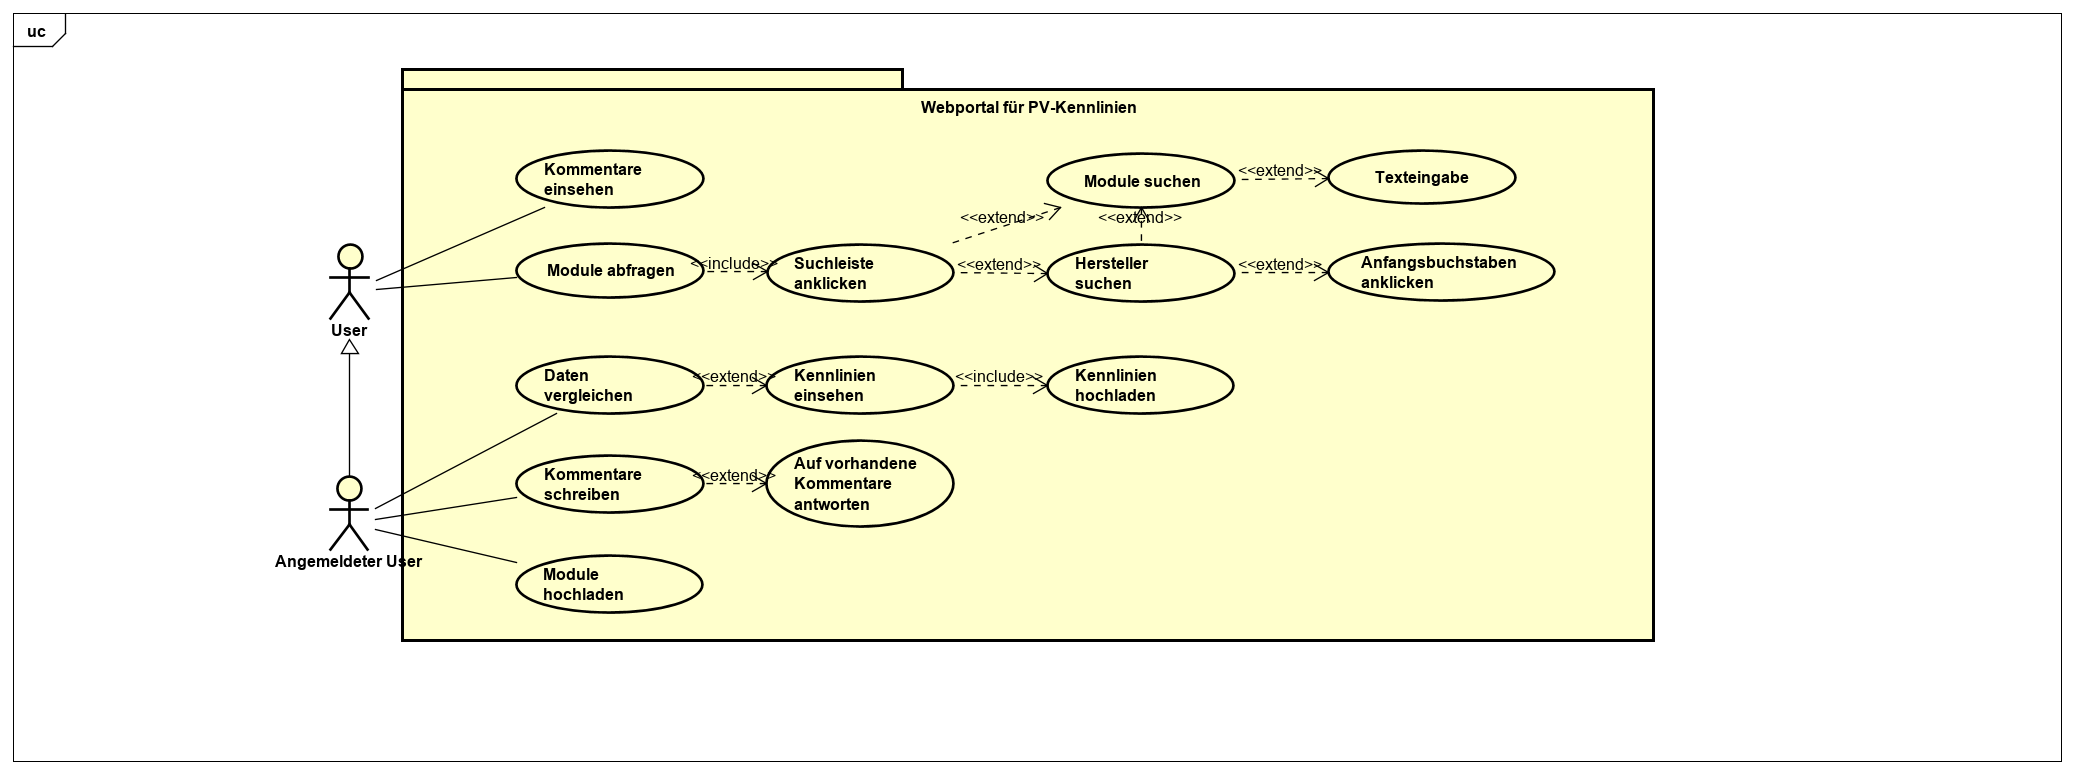 uc
Webportal für PV-Kennlinien
Kommentare
einsehen
Module suchen
<<extend>>
Texteingabe
<<extend>>
<<extend>>
Module abfragen
<<include>>
Suchleiste
anklicken
<<extend>>
Hersteller
suchen
<<extend>>
Anfangsbuchstaben
anklicken
User
Daten
vergleichen
<<extend>>
Kennlinien
einsehen
<<include>>
Kennlinien
hochladen
Kommentare
schreiben
<<extend>>
Auf vorhandene
Kommentare
antworten
Angemeldeter User
Module
hochladen